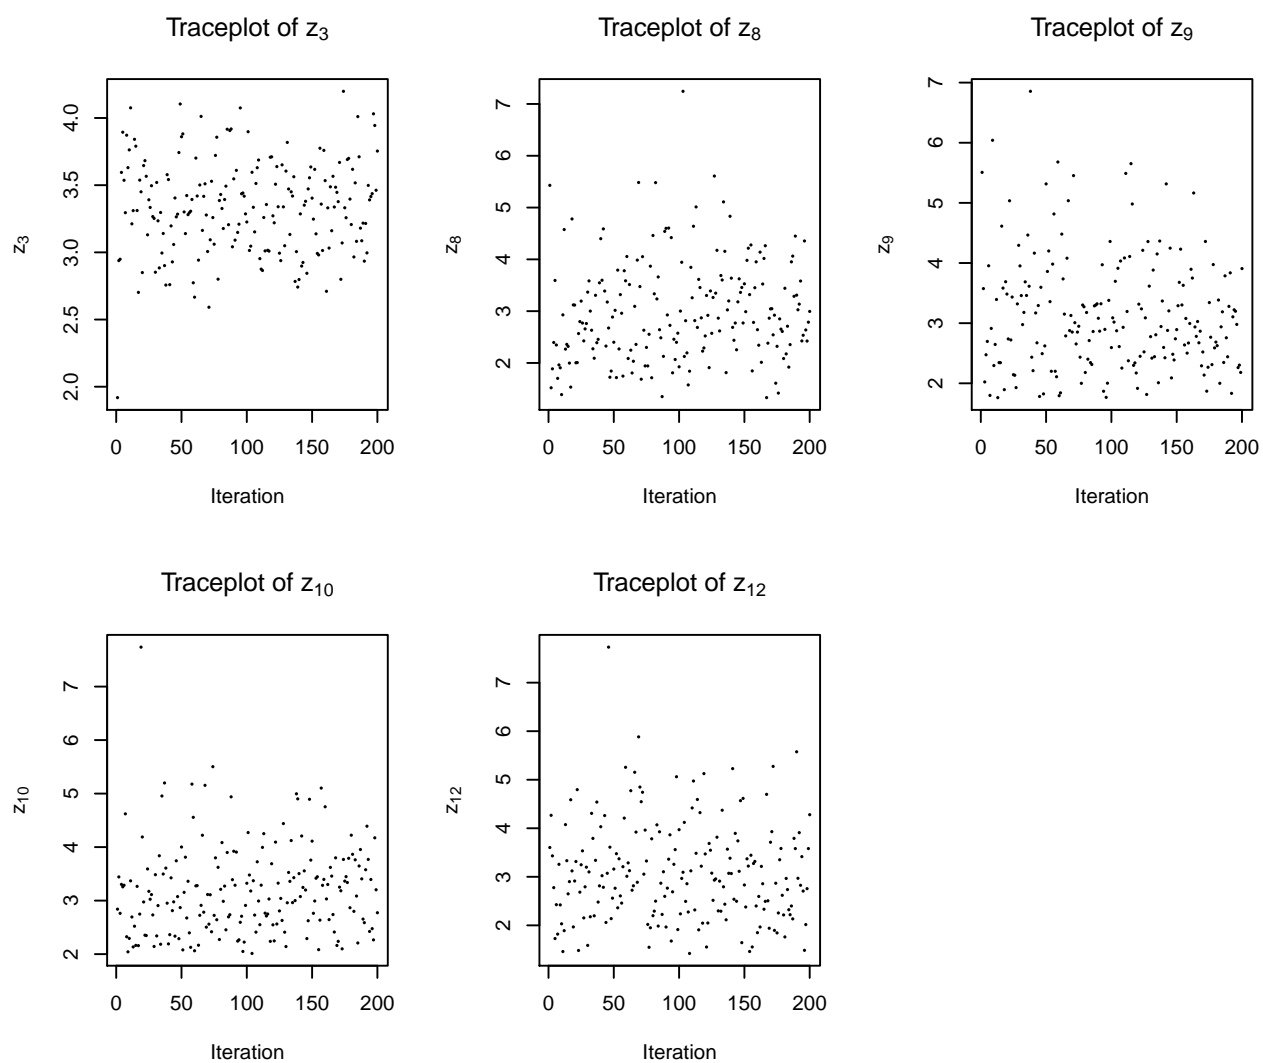 Traceplot of z₃
Traceplot of z₈
Traceplot of z₉
z₃
2.0 2.5 3.0 3.5 4.0
0 50 100 150 200
Iteration
z₈
2 3 4 5 6 7
0 50 100 150 200
Iteration
z₉
2 3 4 5 6 7
0 50 100 150 200
Iteration
Traceplot of z₁₀
Traceplot of z₁₂
z₁₀
2 3 4 5 6 7
0 50 100 150 200
Iteration
z₁₂
2 3 4 5 6 7
0 50 100 150 200
Iteration